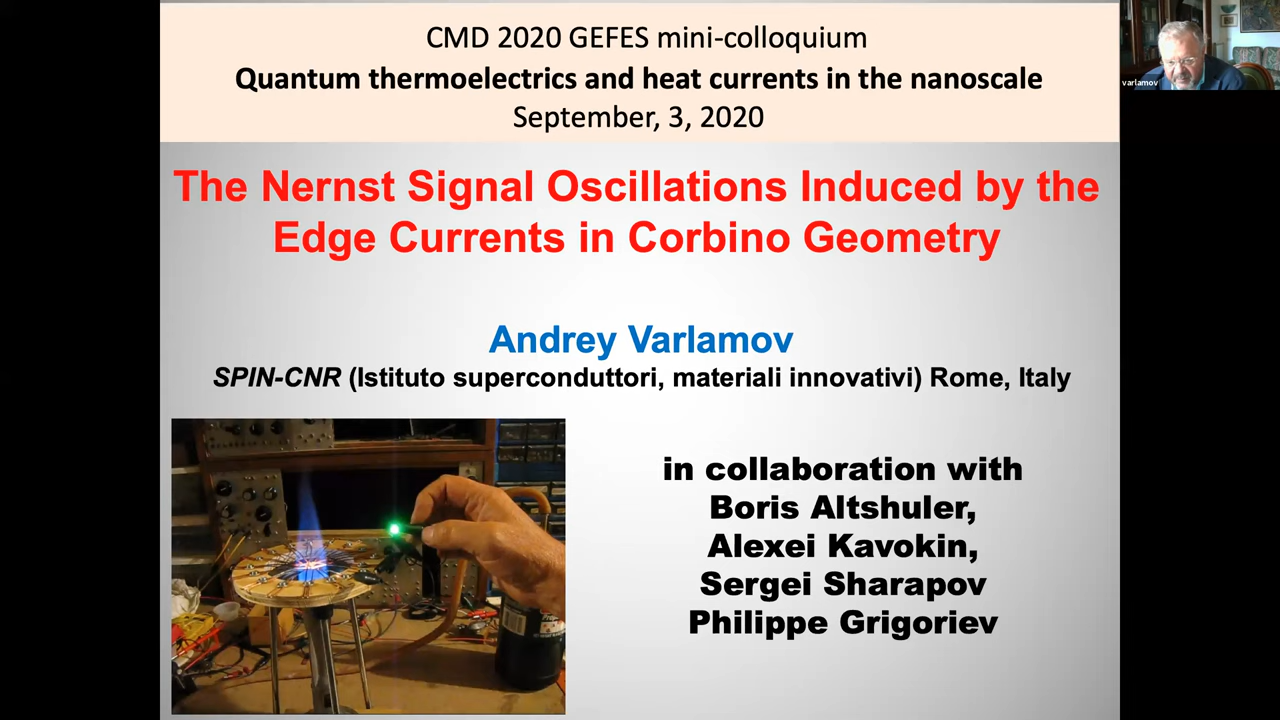 CMD 2020 GEFES mini-colloquium
Quantum thermoelectrics and heat currents in the nanoscale
September, 3, 2020
varlamov
The Nernst Signal Oscillations Induced by the
Edge Currents in Corbino Geometry
Andrey Varlamov
SPIN-CNR (Istituto superconduttori, materiali innovativi) Rome, Italy
in collaboration with
Boris Altshuler,
Alexei Kavokin,
Sergei Sharapov
Philippe Grigoriev